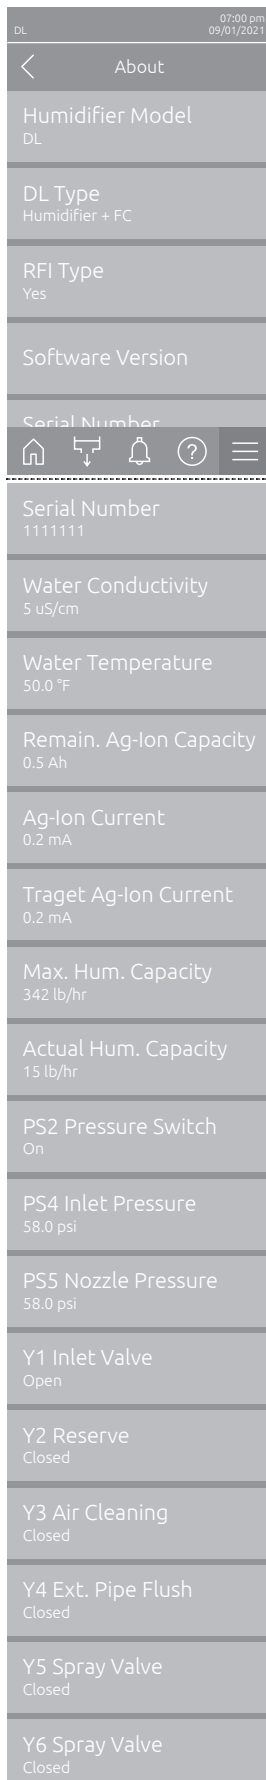 07:00 pm
DL 09/01/2021
About
Humidifier Model
DL
DL Type
Humidifier + FC
RFI Type
Yes
Software Version
Serial Number
Serial Number
1111111
Water Conductivity
5 uS/cm
Water Temperature
50.0 °F
Remain. Ag-Ion Capacity
0.5 Ah
Ag-Ion Current
0.2 mA
Traget Ag-Ion Current
0.2 mA
Max. Hum. Capacity
342 lb/hr
Actual Hum. Capacity
15 lb/hr
PS2 Pressure Switch
On
PS4 Inlet Pressure
58.0 psi
PS5 Nozzle Pressure
58.0 psi
Y1 Inlet Valve
Open
Y2 Reserve
Closed
Y3 Air Cleaning
Closed
Y4 Ext. Pipe Flush
Closed
Y5 Spray Valve
Closed
Y6 Spray Valve
Closed